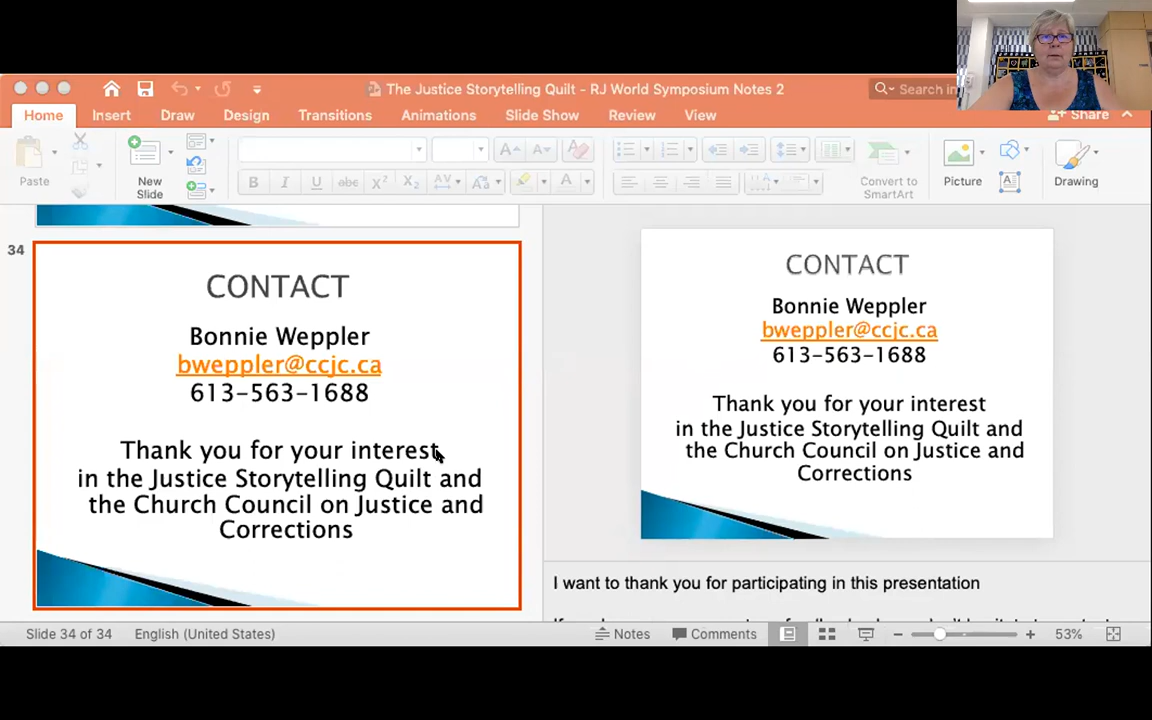 The Justice Storytelling Quilt - RJ World Symposium Notes 2
Search in
Home Insert Draw Design Transitions Animations Slide Show Review View
Share
Paste
New
Slide
B I U abc X² X₂ AV Aa A
Convert to
SmartArt
Picture
Drawing
34
CONTACT
Bonnie Weppler
bweppler@ccjc.ca
613-563-1688
Thank you for your interest
in the Justice Storytelling Quilt and
the Church Council on Justice and
Corrections
CONTACT
Bonnie Weppler
bweppler@ccjc.ca
613-563-1688
Thank you for your interest
in the Justice Storytelling Quilt and
the Church Council on Justice and
Corrections
I want to thank you for participating in this presentation
Slide 34 of 34 English (United States) Notes Comments 53%